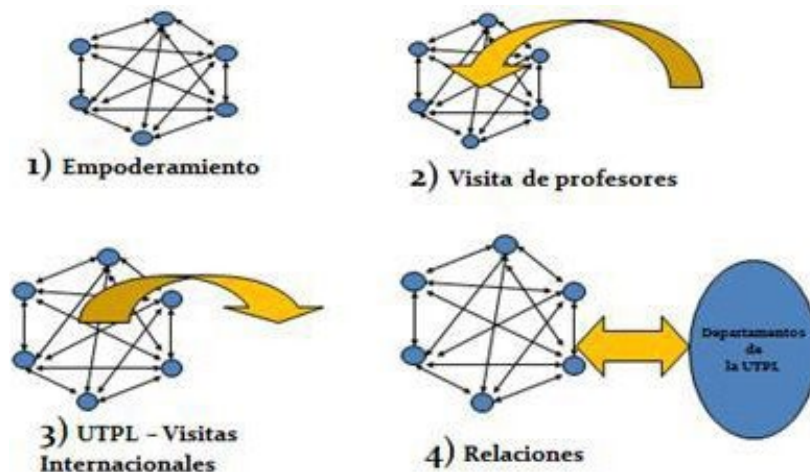 1) Empoderamiento
2) Visita de profesores
3) UTPL – Visitas
Internacionales
Departamentos
de
la UTPL
4) Relaciones